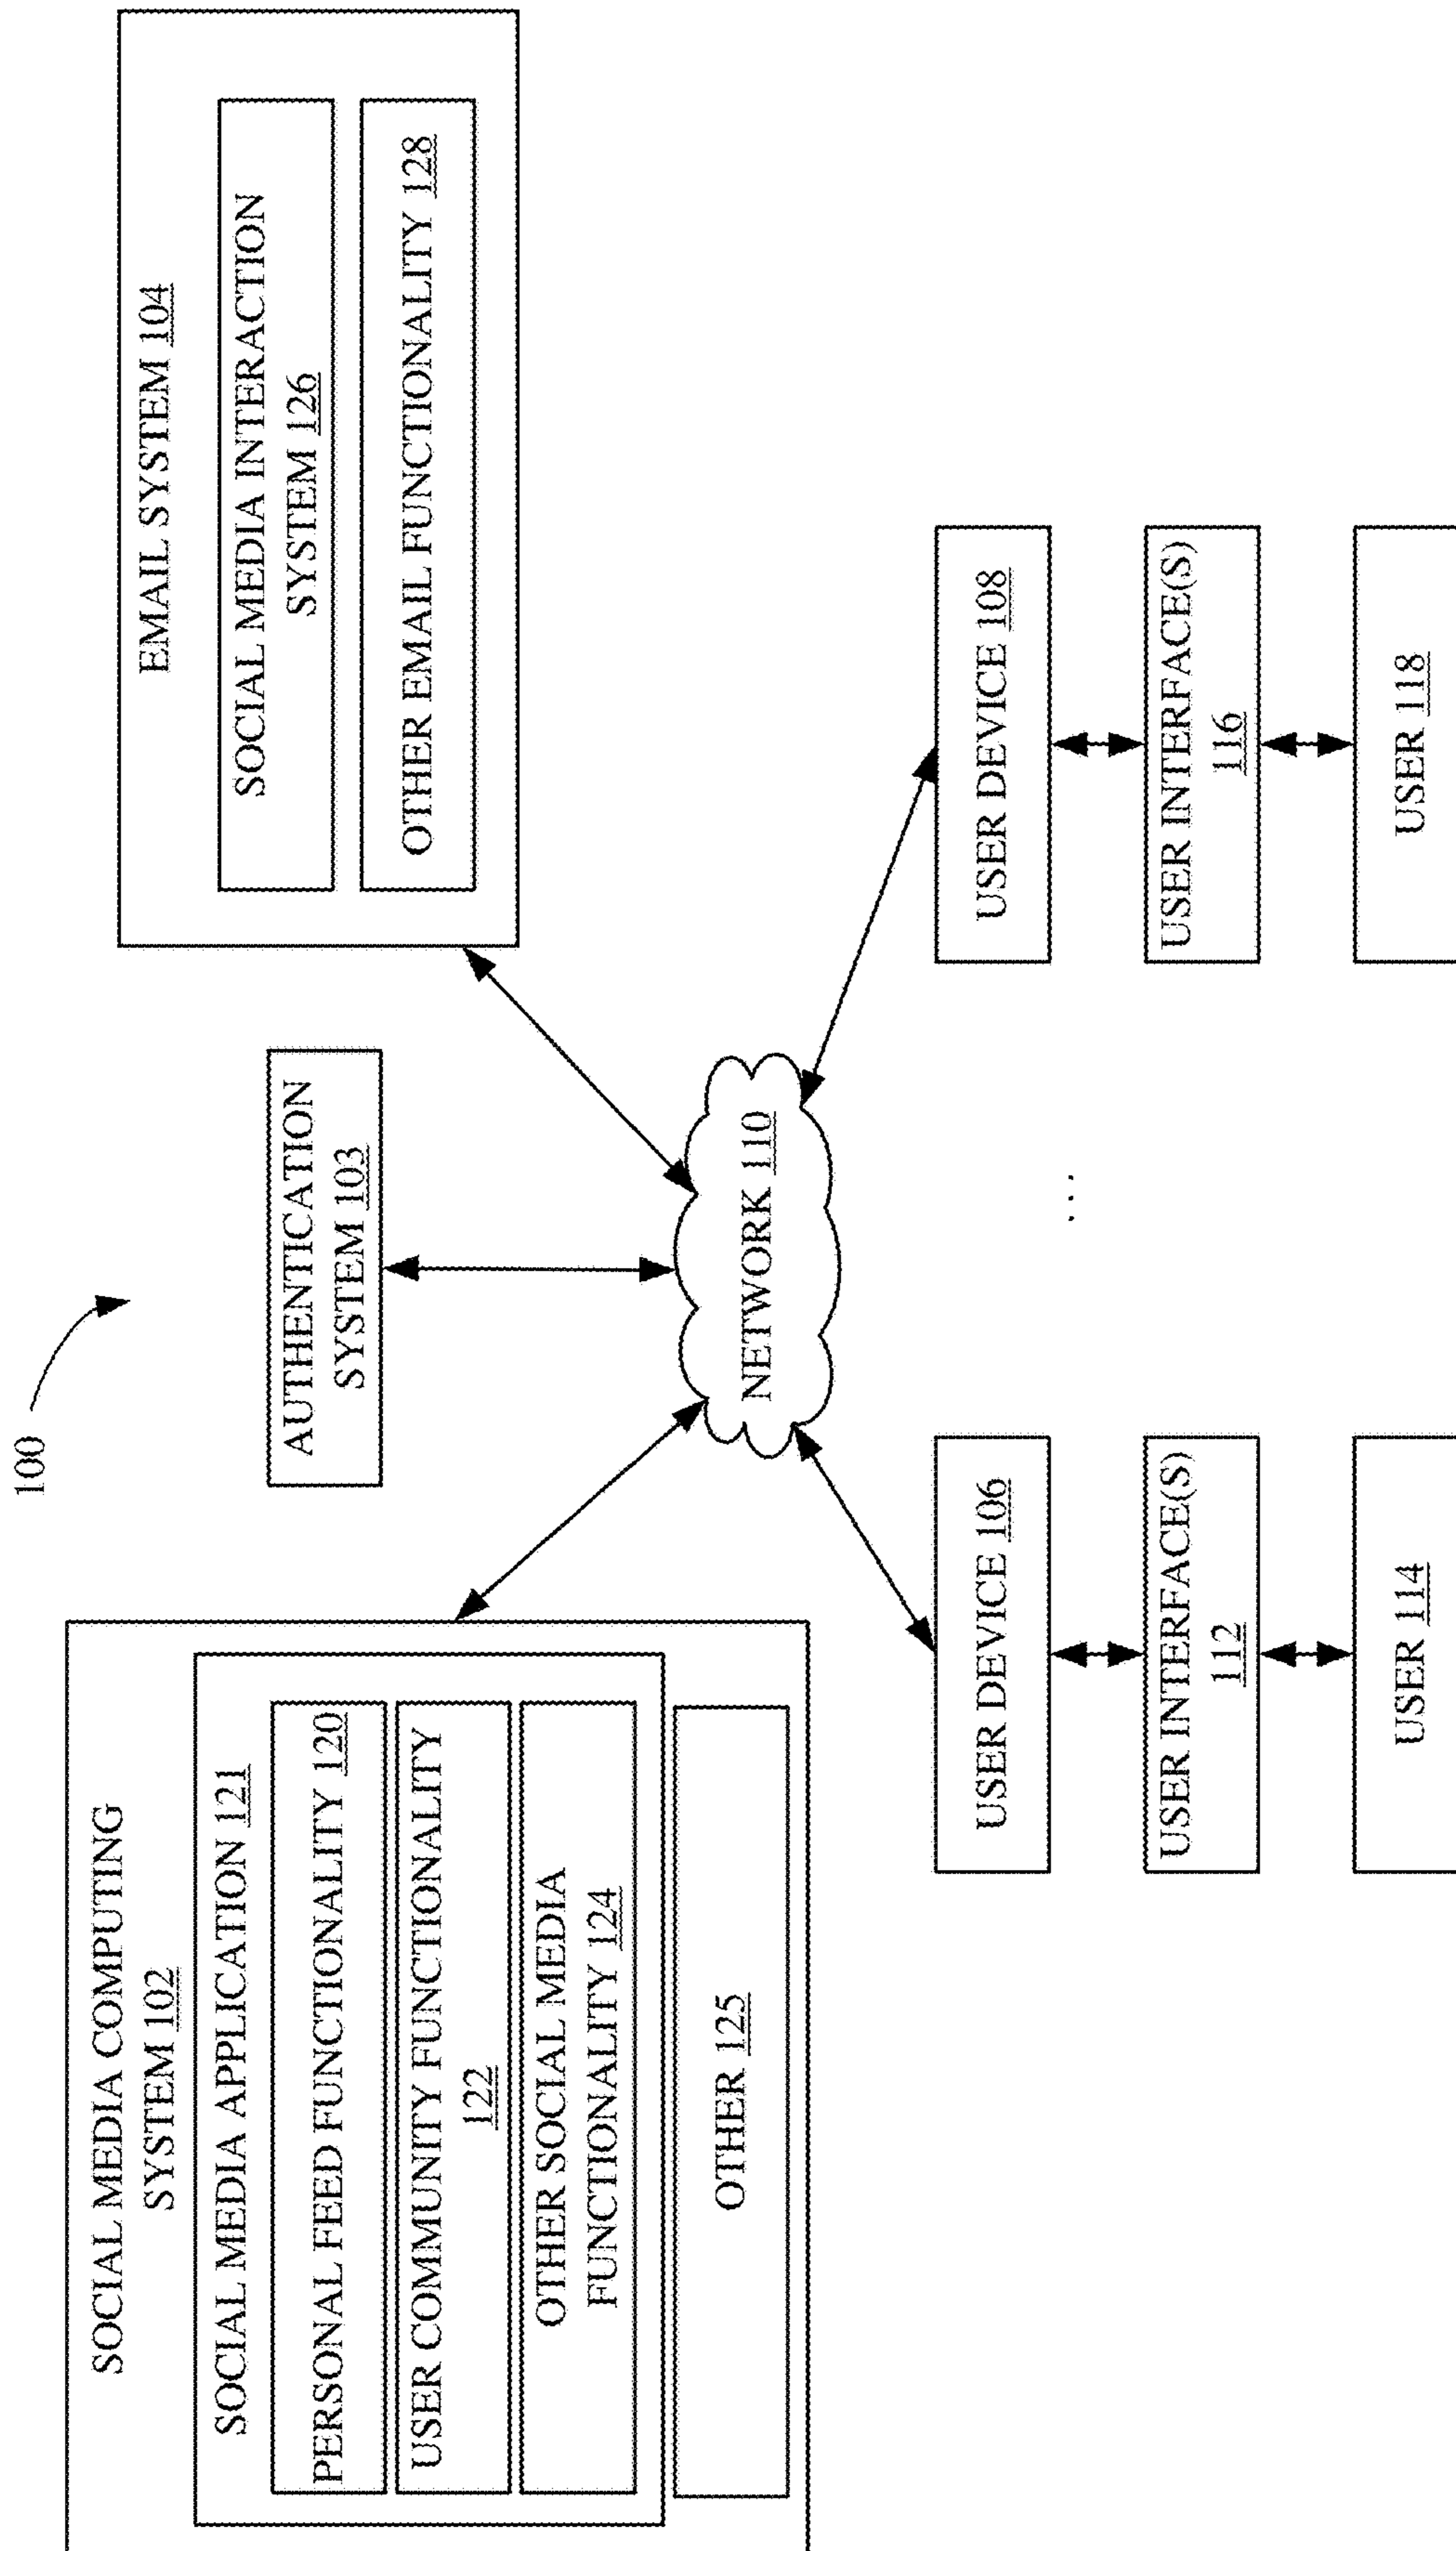 100
SOCIAL MEDIA COMPUTING
SYSTEM 102
SOCIAL MEDIA APPLICATION 121
PERSONAL FEED FUNCTIONALITY 120
USER COMMUNITY FUNCTIONALITY
122
OTHER SOCIAL MEDIA
FUNCTIONALITY 124
OTHER 125
AUTHENTICATION
SYSTEM 103
EMAIL SYSTEM 104
SOCIAL MEDIA INTERACTION
SYSTEM 126
OTHER EMAIL FUNCTIONALITY 128
NETWORK 110
USER DEVICE 106
USER INTERFACE(S)
112
USER 114
...
USER DEVICE 108
USER INTERFACE(S)
116
USER 118